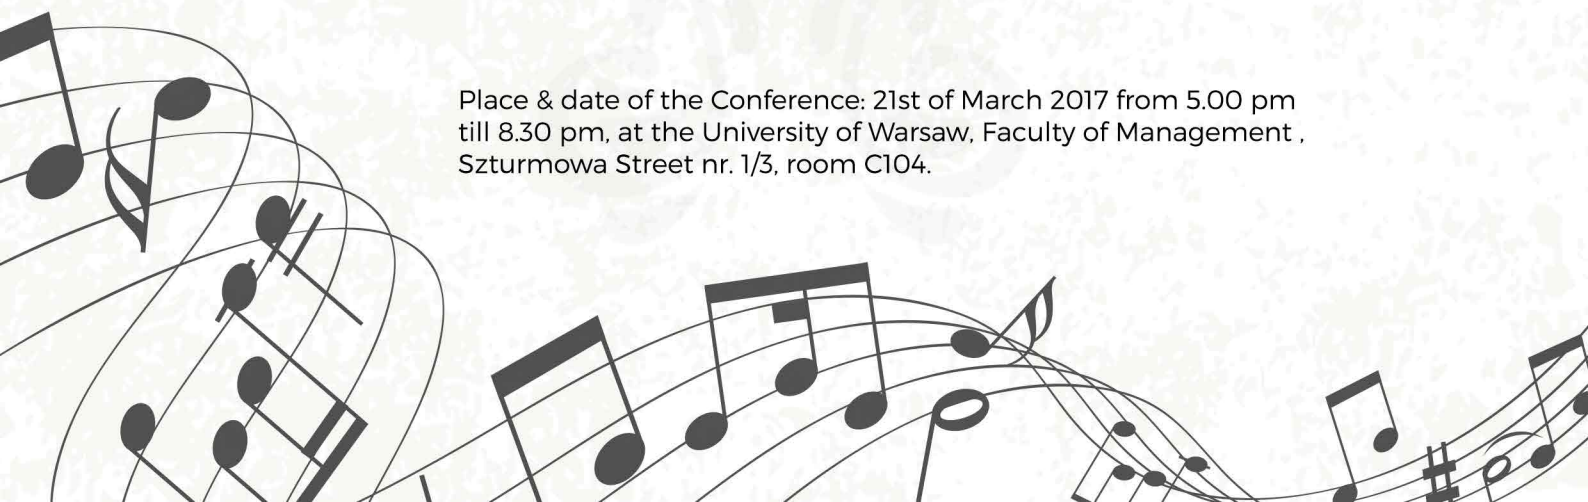 Place & date of the Conference: 21st of March 2017 from 5.00 pm
till 8.30 pm, at the University of Warsaw, Faculty of Management ,
Szturmowa Street nr. 1/3, room C104.